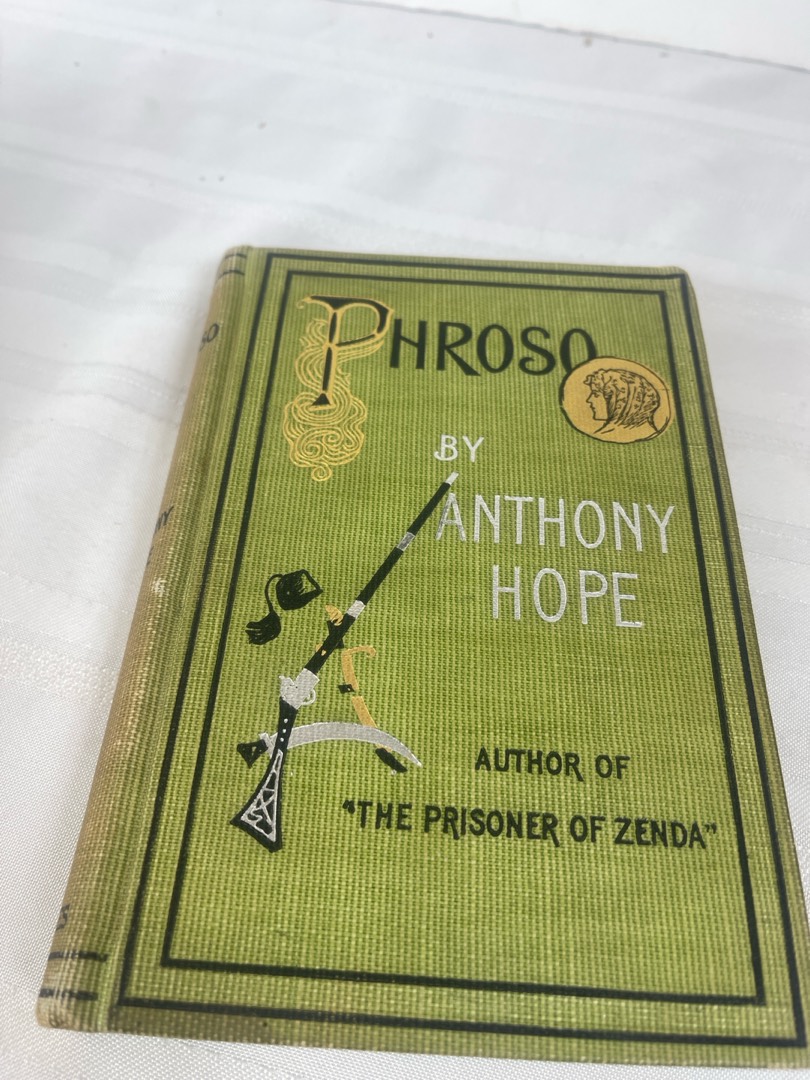 PHROSO
BY
ANTHONY
HOPE
AUTHOR OF
"THE PRISONER OF ZENDA"